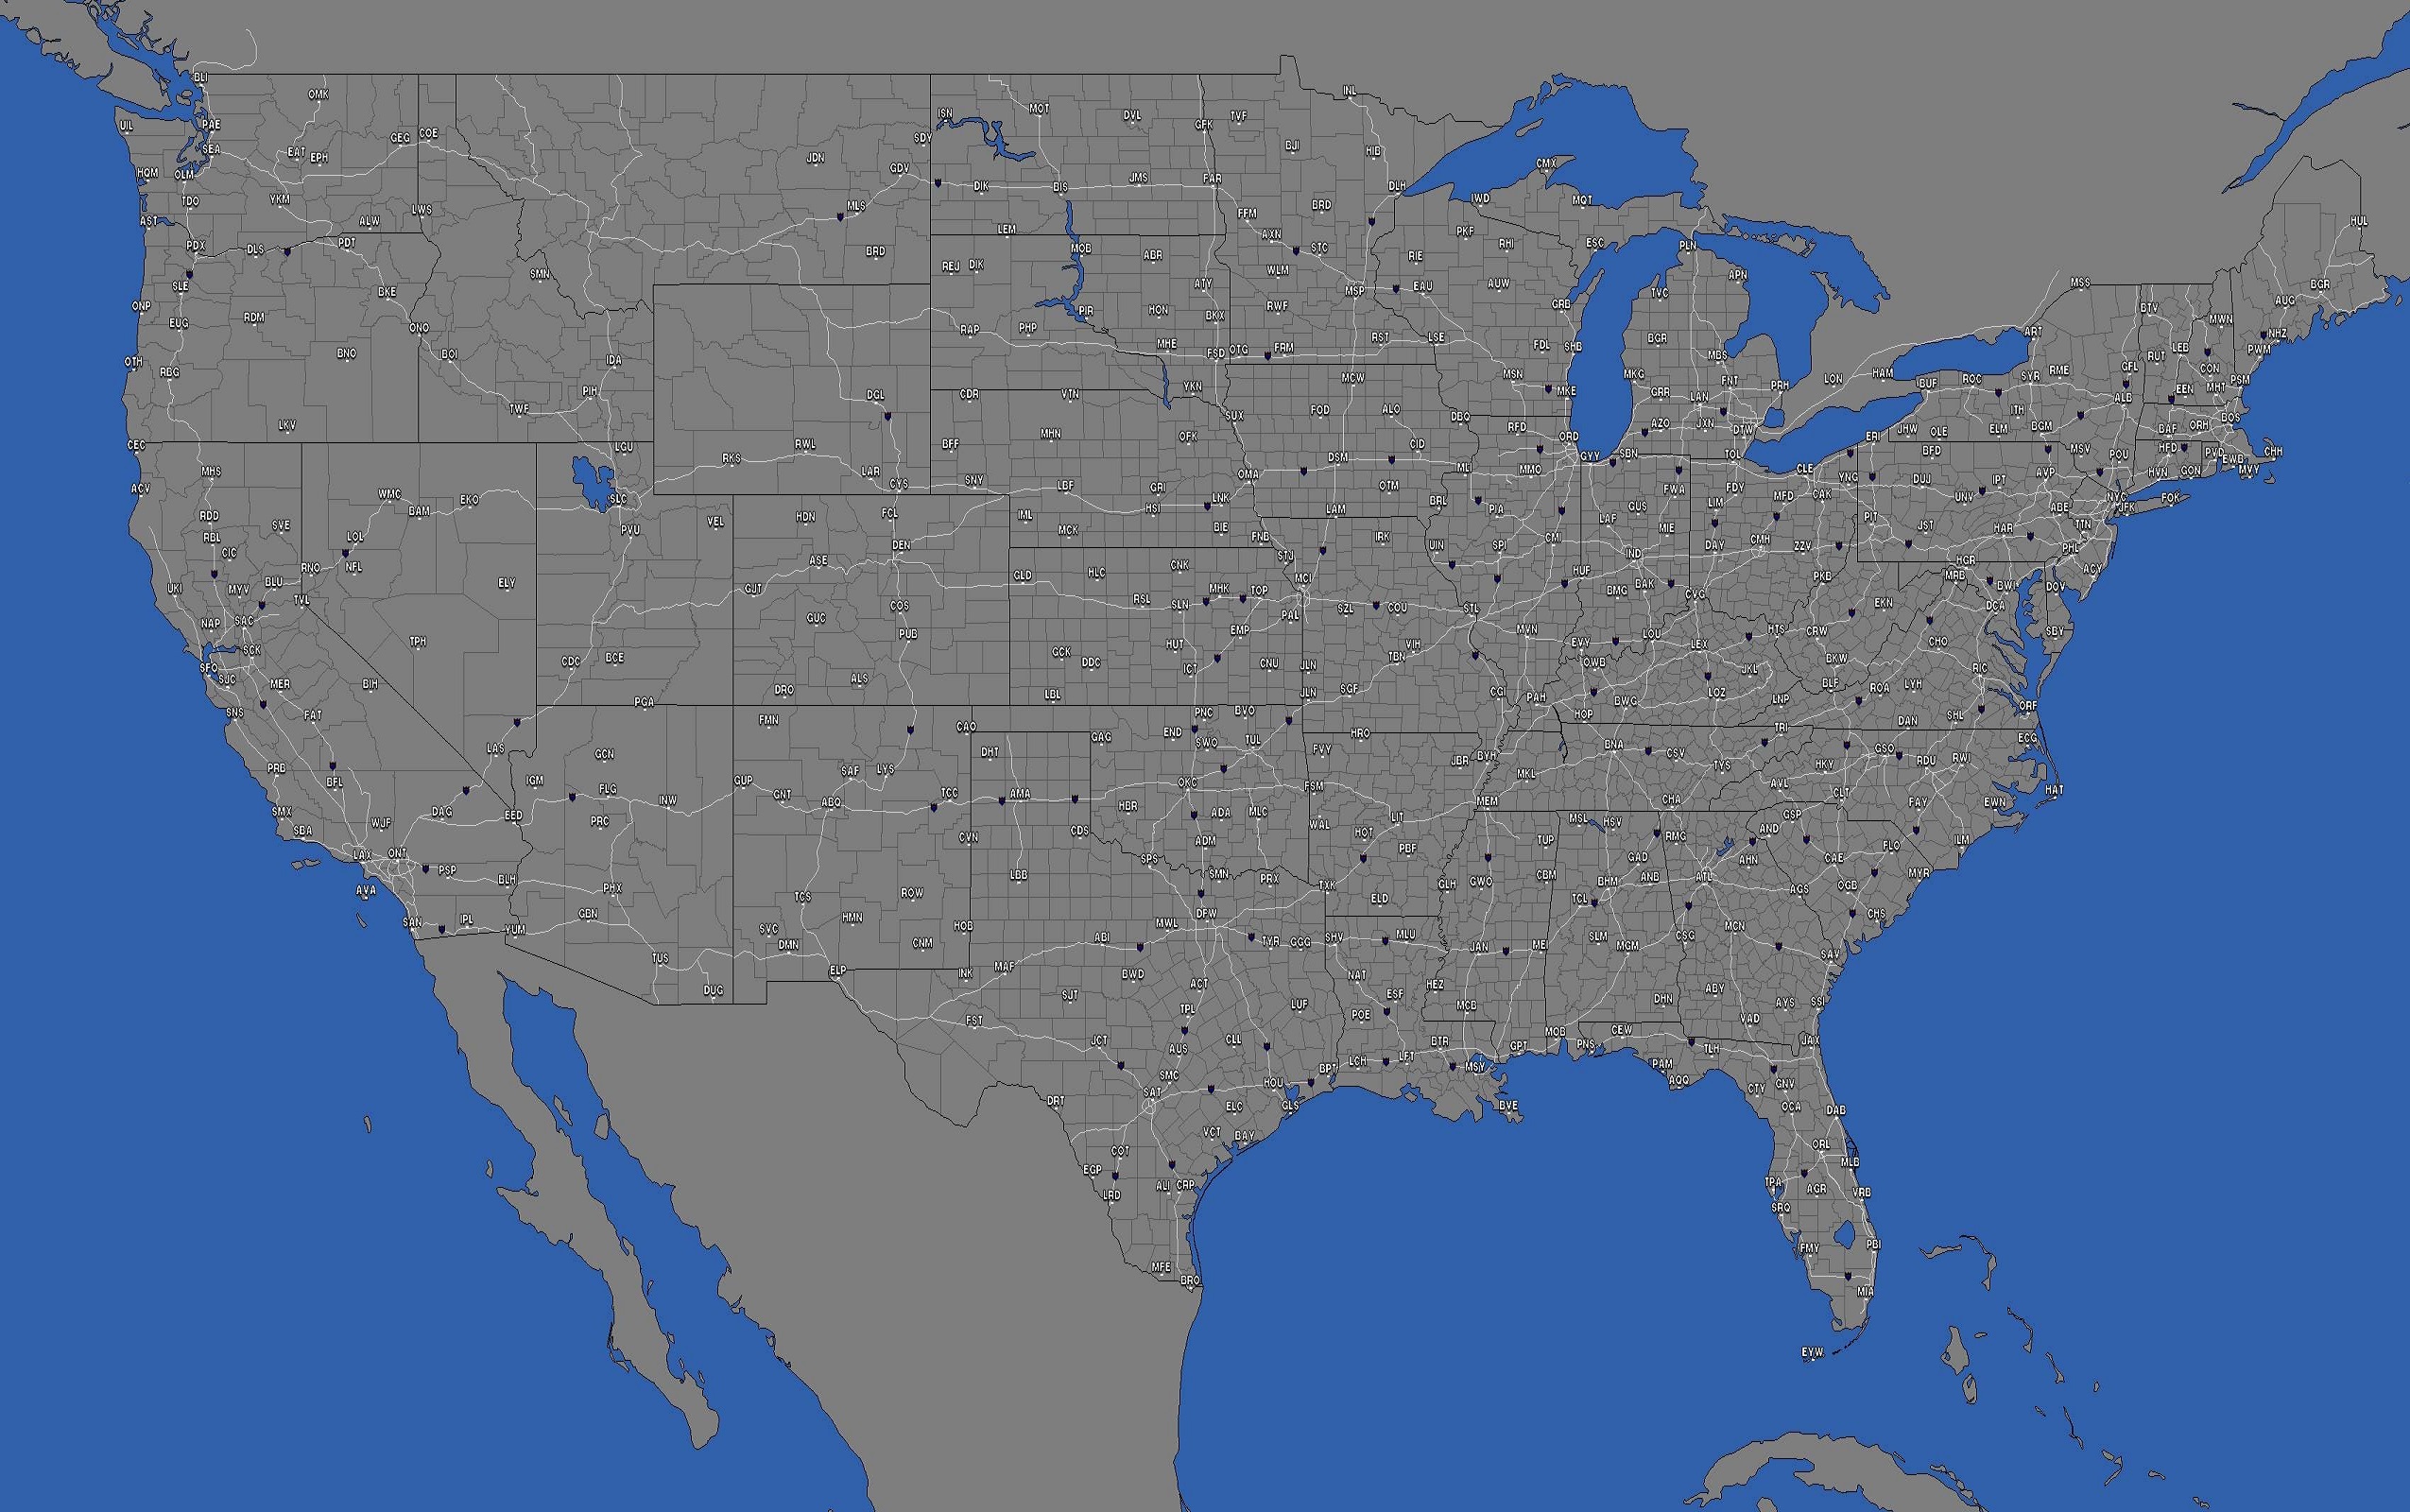 BLI
OMK
MOT
ISN
DVL
GFK
TVF
INL
UIL
PAE
GEG
COE
SDY
BJI
HIB
SEA
EAT
EPH
JDN
GDV
CMX
HQM
OLM
DIK
BIS
JMS
FAR
DLH
TDO
YKM
ALW
LWS
MLS
FFM
BRD
IWD
MQT
AST
HUL
PDX
DLS
PDT
BRD
LEM
MOB
ABR
AXN
STC
PKF
RHI
ESC
PLN
RIE
SMN
REJ
DIK
WLM
APN
SLE
BKE
ATY
MSP
EAU
AUW
TVC
MSS
BGR
ONP
RDM
PIR
HON
BKX
RWF
GRB
AUG
BTV
MWN
EUG
ONO
RAP
PHP
ART
NHZ
OTH
BNO
BOI
IDA
MHE
FSD
OTG
FRM
RST
LSE
FDL
SHB
BGR
MBS
RUT
LEB
PWM
RBG
PIH
YKN
MCW
MSN
MKG
GRR
FNT
PRH
LON
HAM
BUF
ROC
SYR
RME
GFL
CON
TWF
DGL
CDR
VTN
MKE
LAN
ALB
EEN
MHT
PSM
LKV
SUX
FOD
ALO
DBQ
RFD
AZO
JXN
DTW
ITH
BOS
CEC
LGU
RWL
BFF
MHN
OFK
CID
ORD
ERI
JHW
OLE
ELM
BGM
BAF
ORH
MHS
RKS
LAR
DSM
GYY
SBN
TOL
BFD
MSV
POU
HFD
PVD
EWB
CHH
ACV
WMC
EKO
SLC
CYS
SNY
LBF
GRI
OMA
LNK
OTM
MLI
MMO
CLE
YNG
DUJ
AVP
IPT
UNV
HVN
GON
MVY
BAM
HSI
BRL
FWA
FDY
LIM
MFD
CAK
NYC
JFK
FOK
RDD
SVE
PVU
VEL
HDN
FCL
IML
MCK
BIE
LAM
PIA
LAF
GUS
MIE
PIT
JST
HAR
ABE
TTN
RBL
CIC
LOL
DEN
FNB
IRK
UIN
SPI
CMI
IND
DAY
CMH
ZZV
PHL
RNO
NFL
ASE
GLD
HLC
CNK
STJ
MCI
HUF
HGR
MRB
BWI
DOV
ACY
UKI
MYV
BLU
TVL
ELY
GJT
RSL
SLN
MHK
TOP
BMG
BAK
CVG
PKB
EKN
DCA
NAP
SAC
TPH
GUC
COS
EMP
PAL
SZL
COU
STL
MVN
HTS
CRW
SBY
SCK
PUB
HUT
VIH
EVV
LOU
LEX
CHO
SFO
SJC
MER
BIH
CDC
BCE
GCK
DDC
ICT
CNU
JLN
TBN
OWB
JKL
BKW
RIC
SNS
FAT
PGA
DRO
ALS
LBL
JLN
SGF
CGI
PAH
BWG
LOZ
LNP
BLF
ROA
LYH
FMN
CAO
PNC
BVO
HOP
SHL
ORF
LAS
GCN
DHT
GAG
END
SWO
TUL
HRO
FVY
TRI
DAN
ECG
PRB
BFL
IGM
GUP
SAF
LYS
JBR
BYH
MKL
BNA
CSV
TYS
HKY
GSO
RDU
RWI
SMX
DAG
EED
FLG
INW
GNT
ABQ
TCC
AMA
OKC
FSM
AVL
CLT
HAT
SBA
WJF
PRC
CVN
CDS
HBR
ADA
MLC
WAL
HOT
LIT
MEM
CHA
GSP
FAY
EWN
MSL
HSV
RMG
AND
LAX
ONT
PSP
BLH
ADM
SPS
PBF
TUP
GAD
AHN
CAE
FLO
ILM
AVA
PHX
ROW
LBB
SMN
PRX
TXK
GLH
GWO
CBM
BHM
ANB
ATL
AGS
OGB
MYR
SAN
IPL
YUM
GBN
TCS
HMN
HOB
MWL
DFW
ELD
TCL
CHS
TUS
SVC
DMN
CNM
ABI
TYR
GGG
SHV
MLU
JAN
MEI
SLM
MGM
CSG
MCN
SAV
DUG
ELP
INK
MAF
BWD
ACT
NAT
ESF
HEZ
SJT
TPL
LUF
POE
MCB
DHN
ABY
AYS
SSI
FST
JCT
AUS
CLL
LCH
LFT
BTR
MSY
GPT
MOB
PNS
CEW
VAD
TLH
JAX
SMC
SAT
HOU
BPT
PAM
AQQ
CTY
GNV
DRT
ELC
GLS
BVE
OCA
DAB
VCT
BAY
COT
ORL
MLB
EGP
LRD
ALI
CRP
TPA
AGR
VRB
SRQ
FMY
PBI
MFE
BRO
MIA
EYW